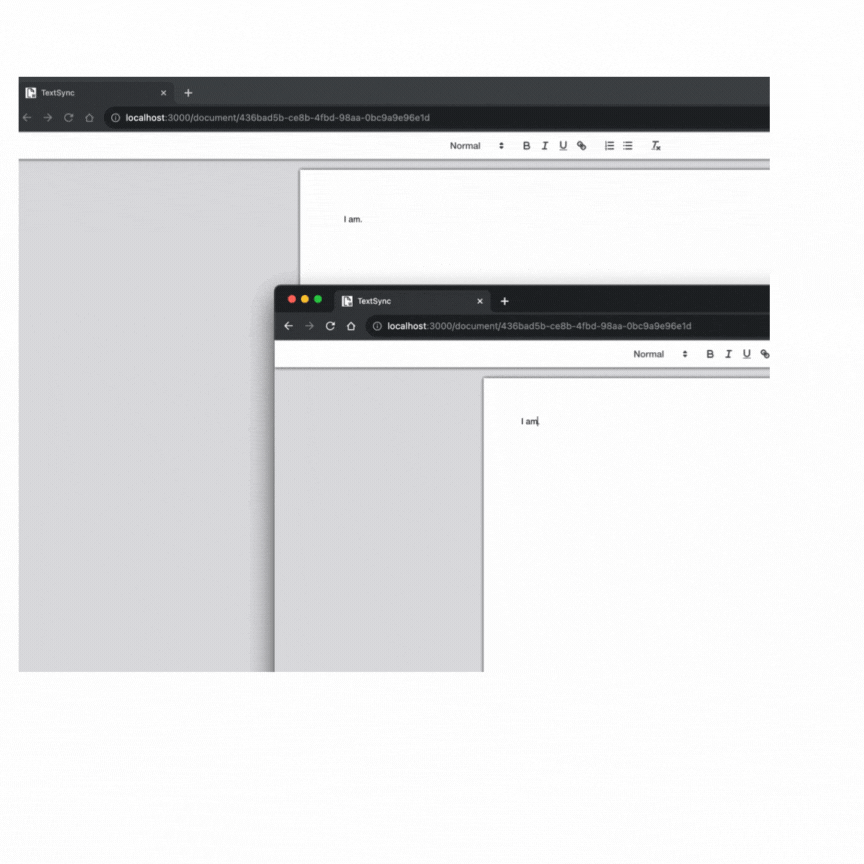 TextSync
localhost:3000/document/436bad5b-ce8b-4fbd-98aa-0bc9a9e96e1d
Normal B I U
I am.
TextSync
localhost:3000/document/436bad5b-ce8b-4fbd-98aa-0bc9a9e96e1d
Normal B I U
I am